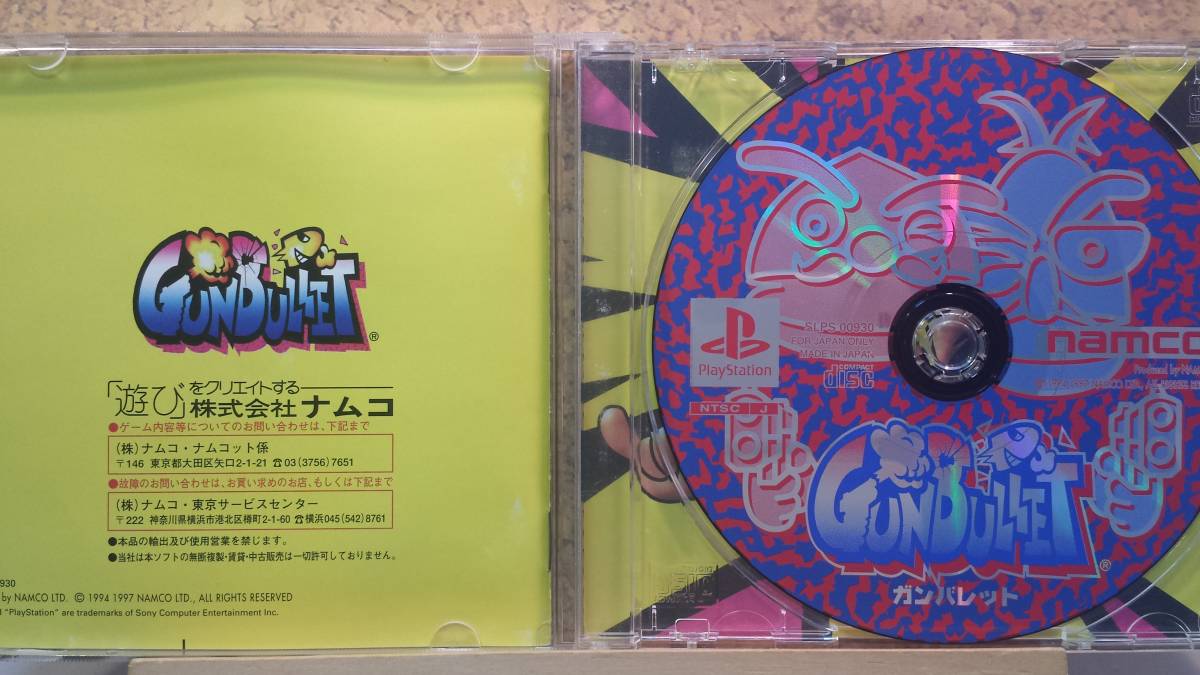 GUNBULLET
®
「遊び」をクリエイトする
株式会社ナムコ
●ゲーム内容等についてのお問い合わせは、下記まで
(株)ナムコ・ナムコット係
〒146 東京都大田区矢口2-1-21 ☎03(3756)7651
●故障のお問い合わせは、お買い求めのお店、もしくは下記まで
(株)ナムコ・東京サービスセンター
〒222 神奈川県横浜市港北区樽町2-1-60 ☎横浜045(542)8761
●本品の輸出及び使用営業を禁じます。
●当社は本ソフトの無断複製・賃貸・中古販売は一切許可しておりません。
930
by NAMCO LTD. © 1994 1997 NAMCO LTD., ALL RIGHTS RESERVED
"PlayStation" are trademarks of Sony Computer Entertainment Inc.
PlayStation
SLPS 00930
FOR JAPAN ONLY
MADE IN JAPAN
COMPACT
disc
NTSC J
namco
Produced by NAM
© 1994 1997 NAMCO LTD., ALL RIGHTS RE
GUNBULLET
®
ガンバレット